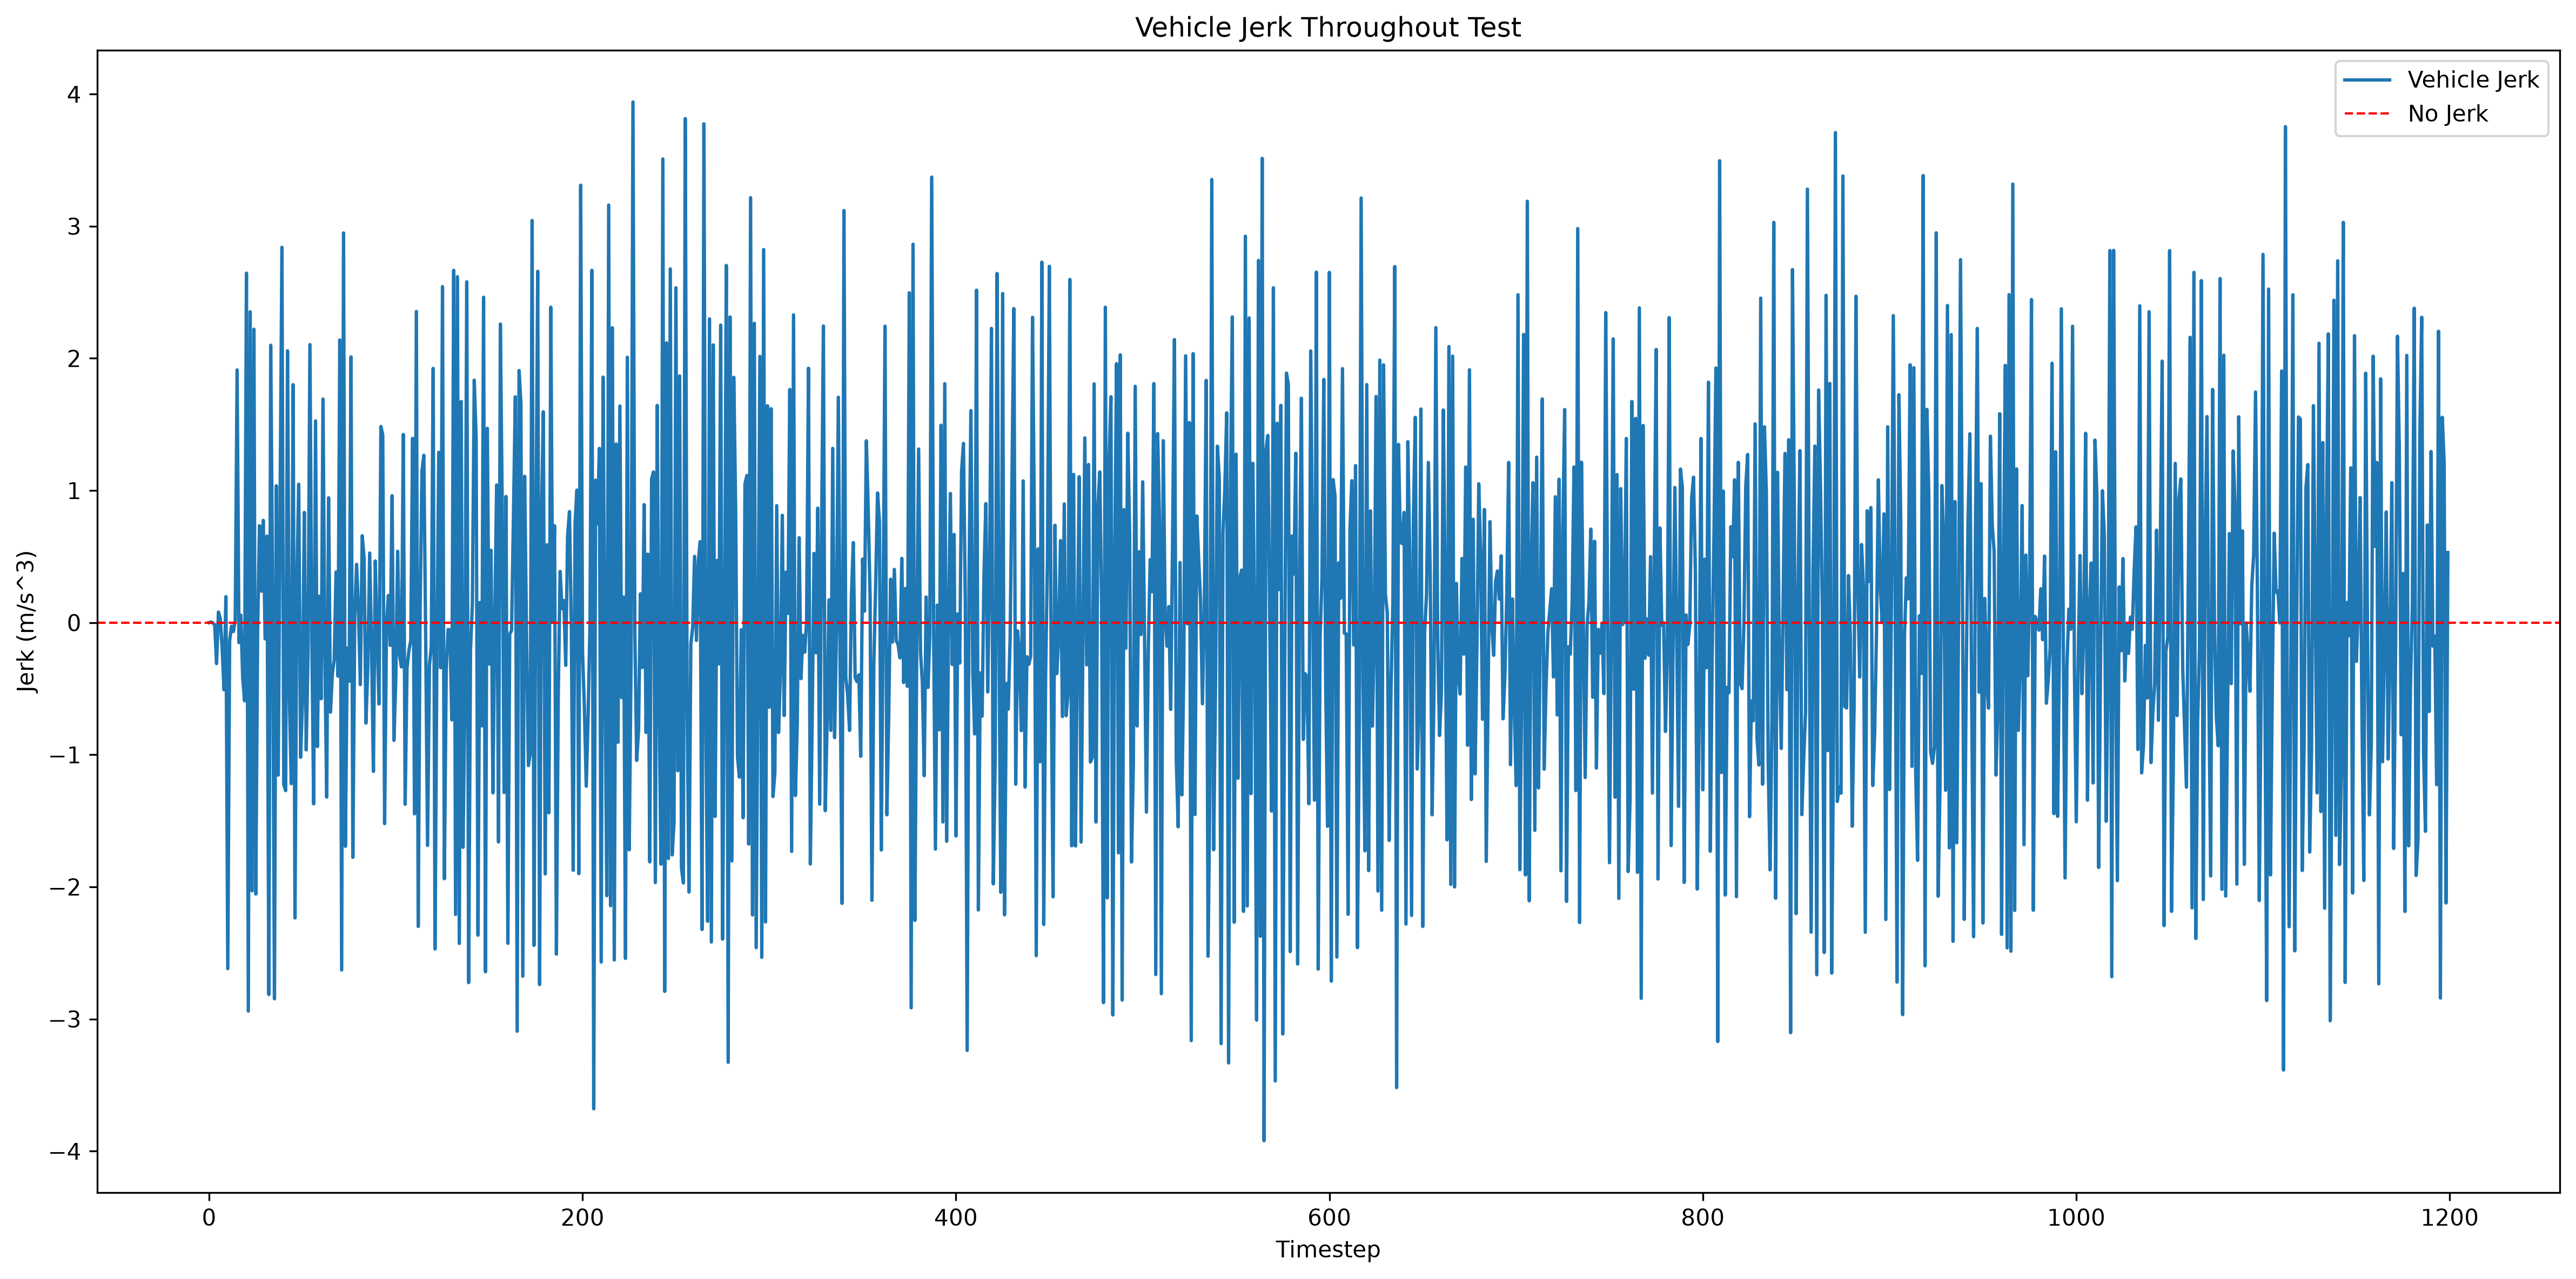 Vehicle Jerk Throughout Test
Vehicle Jerk
No Jerk
Jerk (m/s^3)
4
3
2
1
0
−1
−2
−3
−4
0 200 400 600 800 1000 1200
Timestep